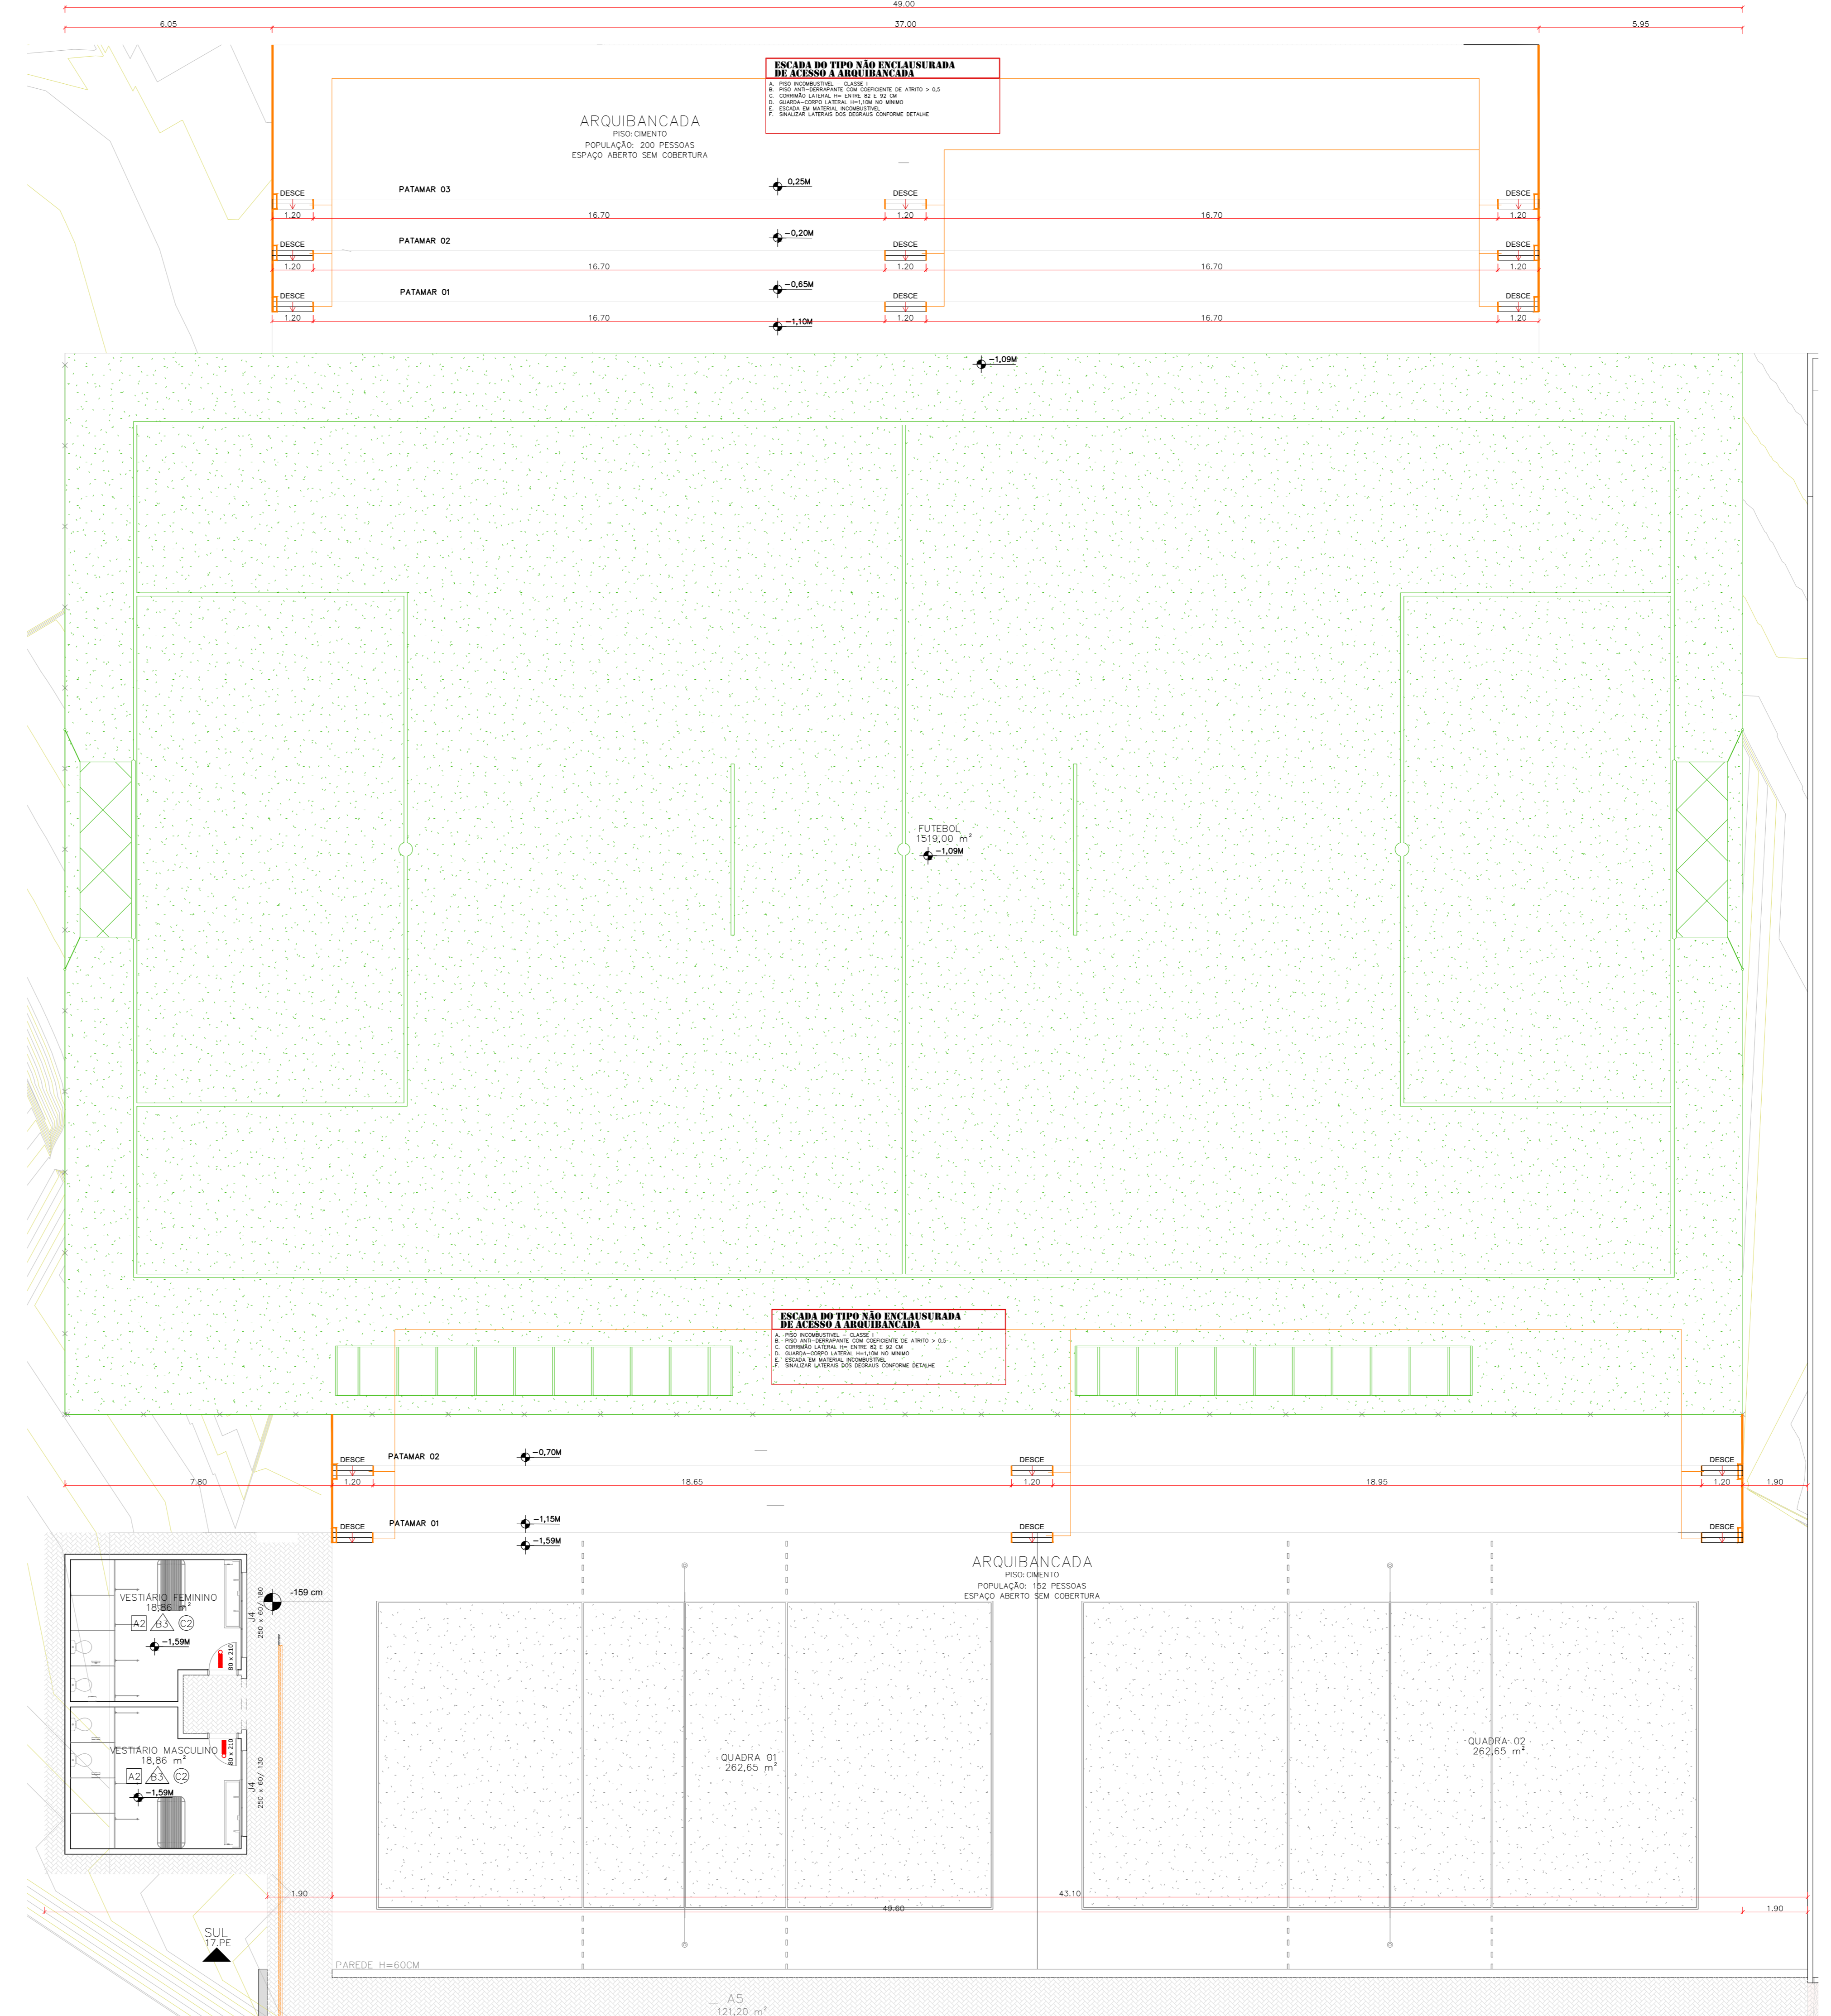 49.00
6.05
37.00
5.95
ESCADA DO TIPO NÃO ENCLAUSURADA
DE ACESSO A ARQUIBANCADA
A. PISO INCOMBUSTIVEL - CLASSE I
B. PISO ANTI-DERRAPANTE COM COEFICIENTE DE ATRITO > 0,5
C. CORRIMÃO LATERAL H= ENTRE 82 E 92 CM
D. GUARDA-CORPO LATERAL H=1,10M NO MÍNIMO
E. ESCADA EM MATERIAL INCOMBUSTÍVEL
F. SINALIZAR LATERAIS DOS DEGRAUS CONFORME DETALHE
ARQUIBANCADA
PISO: CIMENTO
POPULAÇÃO: 200 PESSOAS
ESPAÇO ABERTO SEM COBERTURA
DESCE
PATAMAR 03
0,25M
DESCE
DESCE
1.20
16.70
1.20
16.70
1.20
DESCE
PATAMAR 02
-0,20M
DESCE
DESCE
1.20
16.70
1.20
16.70
1.20
DESCE
PATAMAR 01
-0,65M
DESCE
DESCE
1.20
16.70
-1,10M
1.20
16.70
1.20
-1,09M
FUTEBOL
1519,00 m²
-1,09M
ESCADA DO TIPO NÃO ENCLAUSURADA
DE ACESSO A ARQUIBANCADA
A. PISO INCOMBUSTIVEL - CLASSE I
B. PISO ANTI-DERRAPANTE COM COEFICIENTE DE ATRITO > 0,5
C. CORRIMÃO LATERAL H= ENTRE 82 E 92 CM
D. GUARDA-CORPO LATERAL H=1,10M NO MÍNIMO
E. ESCADA EM MATERIAL INCOMBUSTÍVEL
F. SINALIZAR LATERAIS DOS DEGRAUS CONFORME DETALHE
DESCE
PATAMAR 02
-0,70M
DESCE
DESCE
7.80
1.20
18.65
1.20
18.95
1.20
1.90
DESCE
PATAMAR 01
-1,15M
DESCE
DESCE
-1,59M
ARQUIBANCADA
PISO: CIMENTO
POPULAÇÃO: 152 PESSOAS
ESPAÇO ABERTO SEM COBERTURA
VESTIÁRIO FEMININO
18,86 m²
A2 B3 C2
-1,59M
80 x 210
J4
250 x 60/ 180
-159 cm
VESTIÁRIO MASCULINO
18,86 m²
A2 B3 C2
-1,59M
80 x 210
J4
250 x 60/ 130
QUADRA 01
262,65 m²
QUADRA 02
262,65 m²
1.90
43.10
49.60
1.90
SUL
17.PE
PAREDE H=60CM
A5
121,20 m²